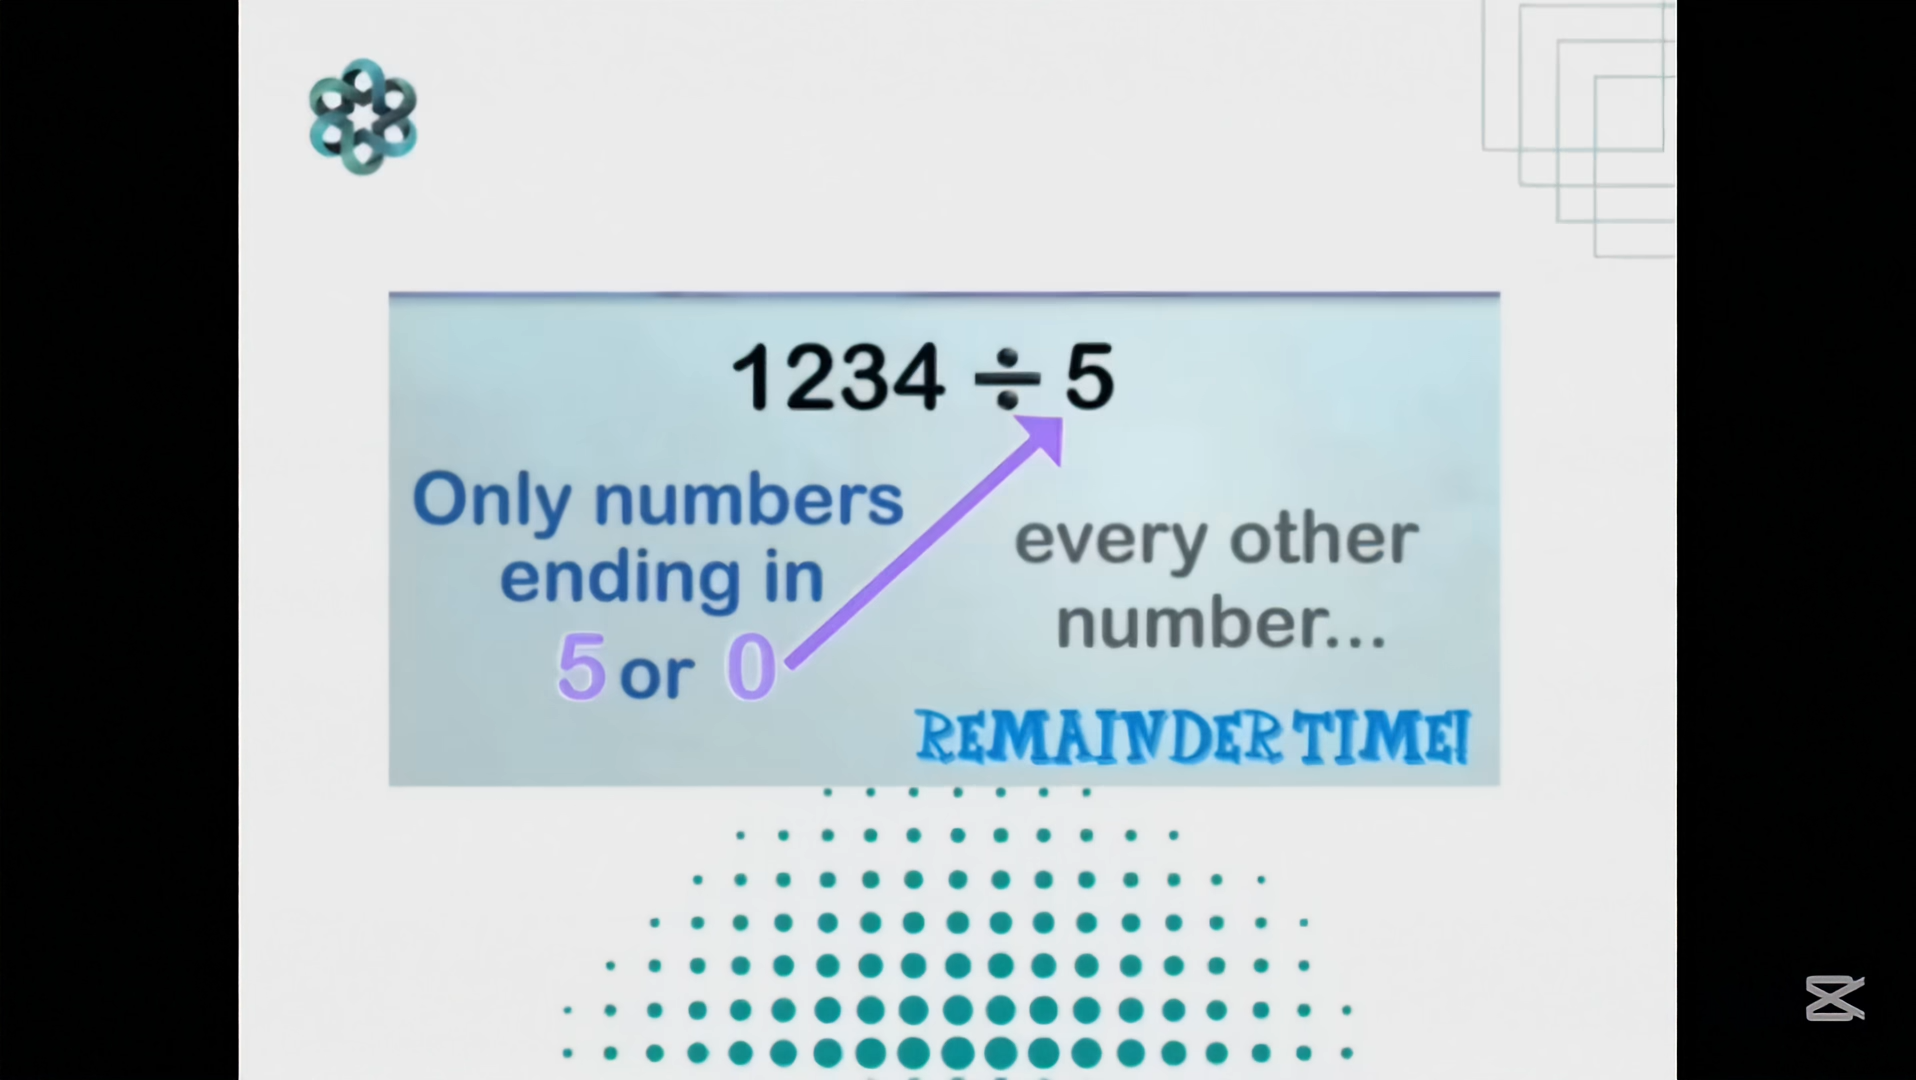 1234 ÷ 5
Only numbers
ending in
5 or 0
every other
number...
REMAINDER TIME!